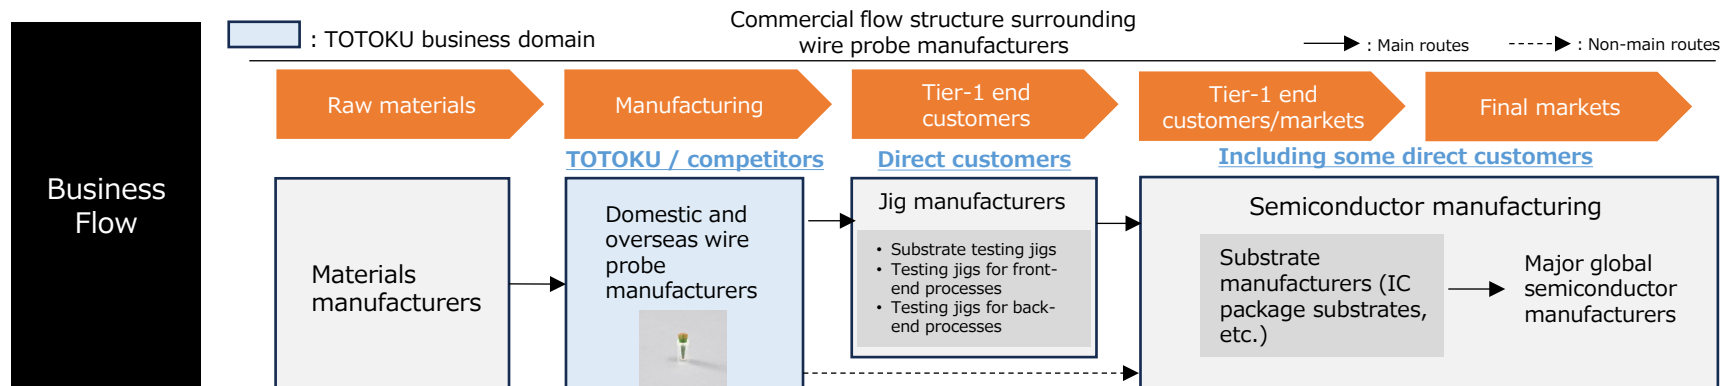 Commercial flow structure surrounding
wire probe manufacturers
: TOTOKU business domain
: Main routes
: Non-main routes
Business
Flow
Raw materials
Manufacturing
Tier-1 end
customers
Tier-1 end
customers/markets
Final markets
TOTOKU / competitors
Direct customers
Including some direct customers
Materials
manufacturers
Domestic and
overseas wire
probe
manufacturers
Jig manufacturers
• Substrate testing jigs
• Testing jigs for front-
end processes
• Testing jigs for back-
end processes
Semiconductor manufacturing
Substrate
manufacturers (IC
package substrates,
etc.)
Major global
semiconductor
manufacturers